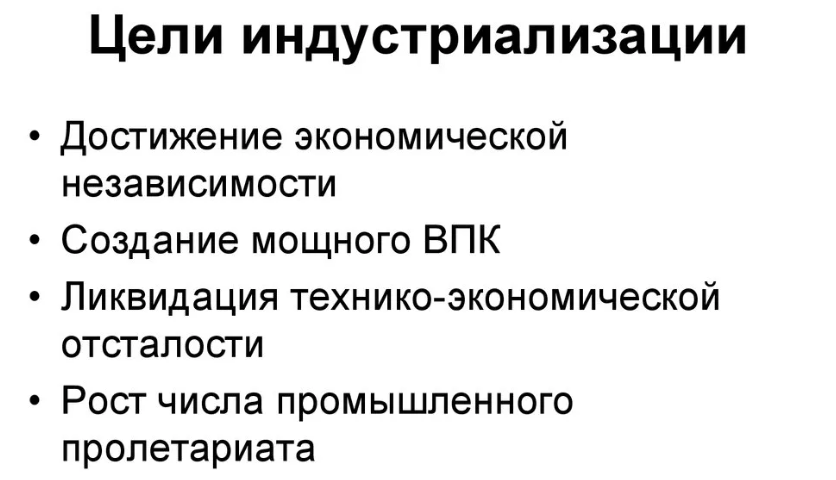 Цели индустриализации
• Достижение экономической
независимости
• Создание мощного ВПК
• Ликвидация технико-экономической
отсталости
• Рост числа промышленного
пролетариата